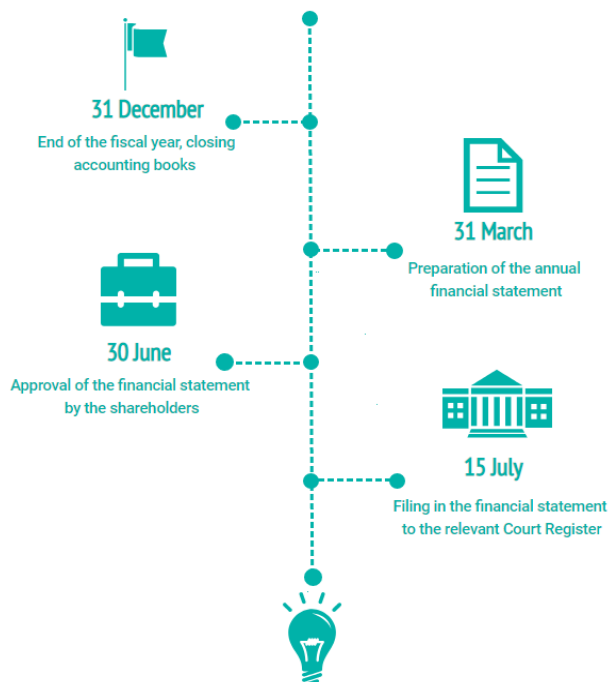 31 December
End of the fiscal year, closing
accounting books
31 March
Preparation of the annual
financial statement
30 June
Approval of the financial statement
by the shareholders
15 July
Filing in the financial statement
to the relevant Court Register